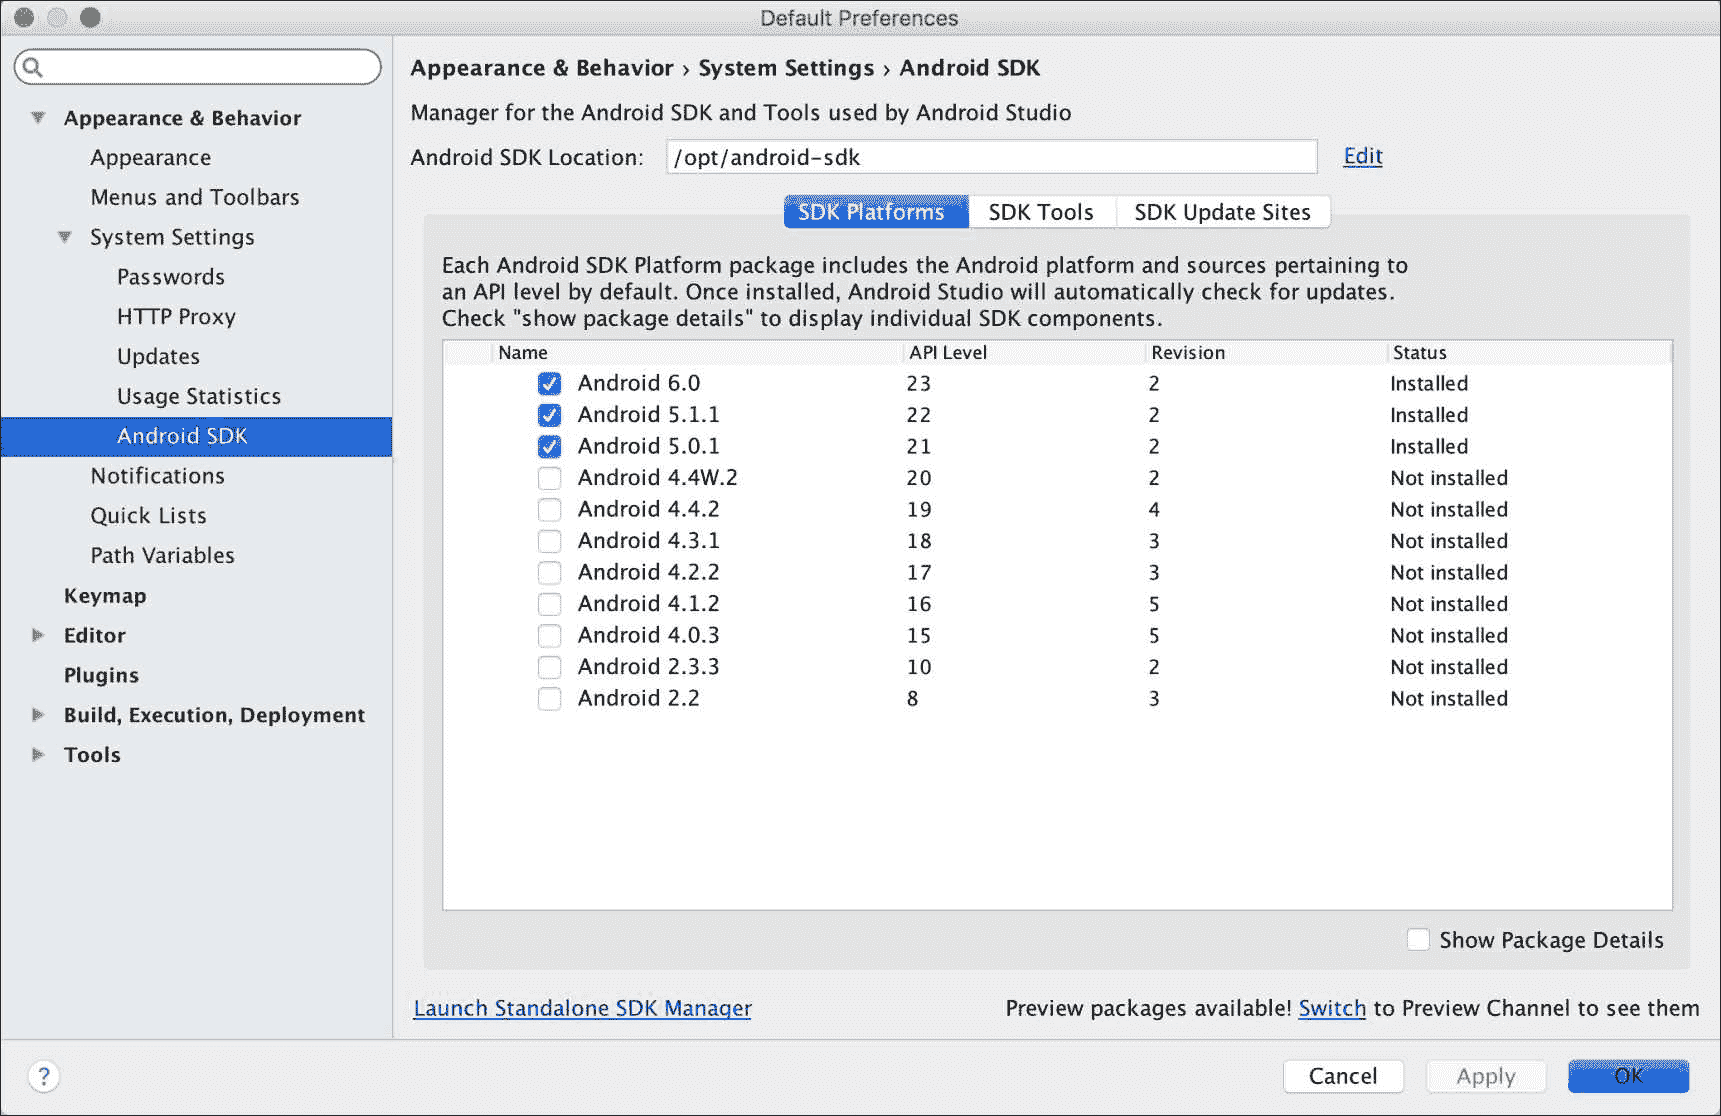 Default Preferences
Appearance & Behavior
Appearance
Menus and Toolbars
System Settings
Passwords
HTTP Proxy
Updates
Usage Statistics
Android SDK
Notifications
Quick Lists
Path Variables
Keymap
Editor
Plugins
Build, Execution, Deployment
Tools
Appearance & Behavior › System Settings › Android SDK
Manager for the Android SDK and Tools used by Android Studio
Android SDK Location: /opt/android-sdk Edit
SDK Platforms SDK Tools SDK Update Sites
Each Android SDK Platform package includes the Android platform and sources pertaining to
an API level by default. Once installed, Android Studio will automatically check for updates.
Check "show package details" to display individual SDK components.
Name API Level Revision Status
Android 6.0 23 2 Installed
Android 5.1.1 22 2 Installed
Android 5.0.1 21 2 Installed
Android 4.4W.2 20 2 Not installed
Android 4.4.2 19 4 Not installed
Android 4.3.1 18 3 Not installed
Android 4.2.2 17 3 Not installed
Android 4.1.2 16 5 Not installed
Android 4.0.3 15 5 Not installed
Android 2.3.3 10 2 Not installed
Android 2.2 8 3 Not installed
Show Package Details
Launch Standalone SDK Manager Preview packages available! Switch to Preview Channel to see them
? Cancel Apply OK